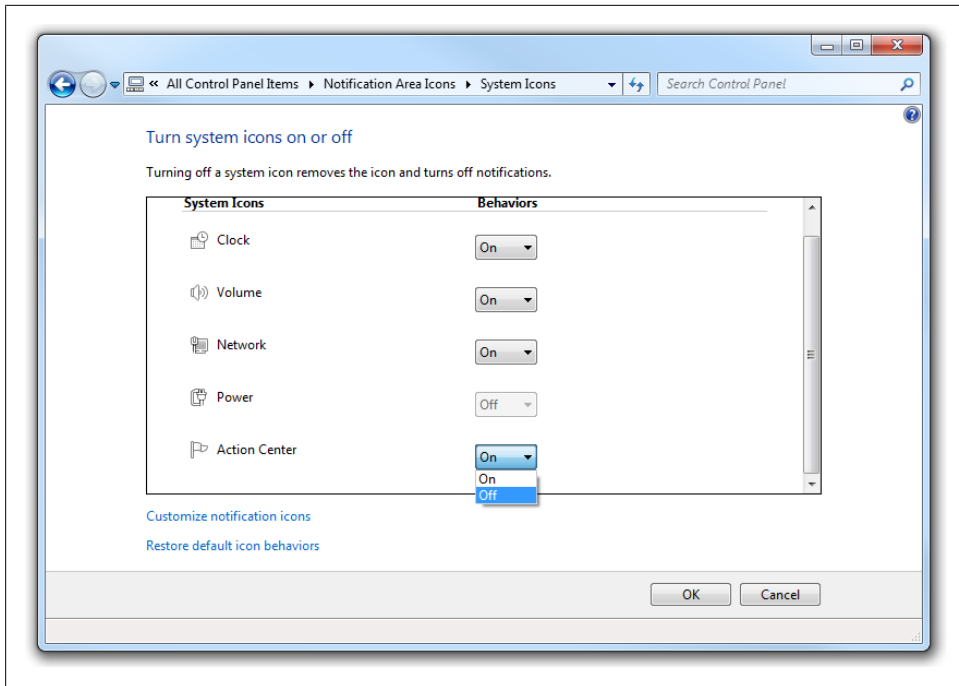 « All Control Panel Items ▸ Notification Area Icons ▸ System Icons
Search Control Panel
Turn system icons on or off
Turning off a system icon removes the icon and turns off notifications.
System Icons Behaviors
Clock On
Volume On
Network On
Power Off
Action Center On
On
Off
Customize notification icons
Restore default icon behaviors
OK Cancel